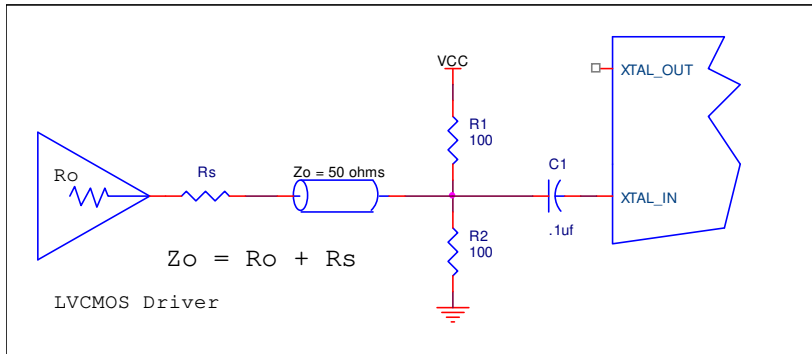 VCC
XTAL_OUT
R1
100
Ro
Rs
Zo = 50 ohms
C1
XTAL_IN
.1uf
R2
100
Zo = Ro + Rs
LVCMOS Driver